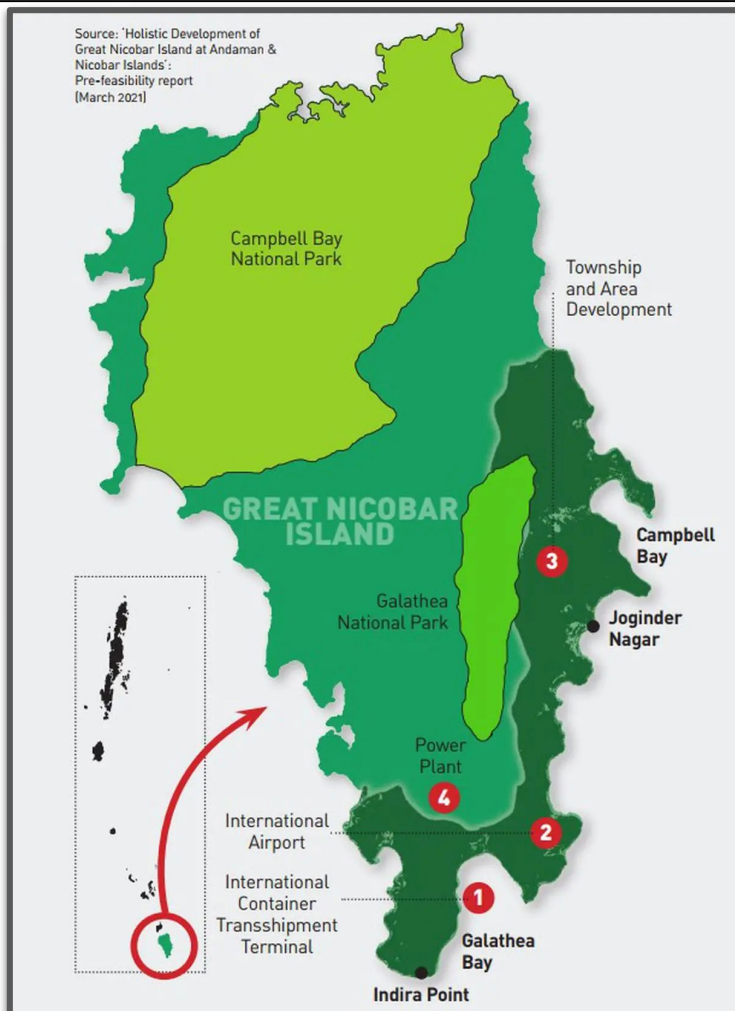 Source: ‘Holistic Development of
Great Nicobar Island at Andaman &
Nicobar Islands’:
Pre-feasibility report
(March 2021)
Campbell Bay
National Park
Township
and Area
Development
GREAT NICOBAR
ISLAND
Campbell
Bay
3
Galathea
National Park
Joginder
Nagar
Power
Plant
4
International
Airport
2
International
Container
Transshipment
Terminal
1
Galathea
Bay
Indira Point